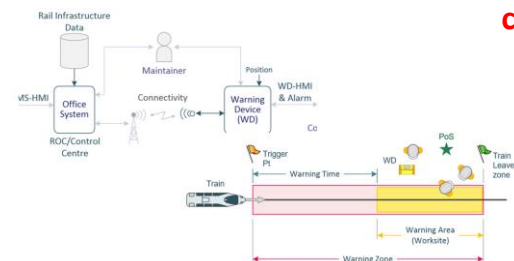 Rail Infrastructure
Data
c
Maintainer
Position
MS-HMI
Office
System
Connectivity
Warning
Device
(WD)
WD-HMI
& Alarm
ROC/Control
Centre
Co
Trigger
Pt
WD
PoS
Train
Leave
zone
Warning Time
Train
Warning Area
(Worksite)
Warning Zone